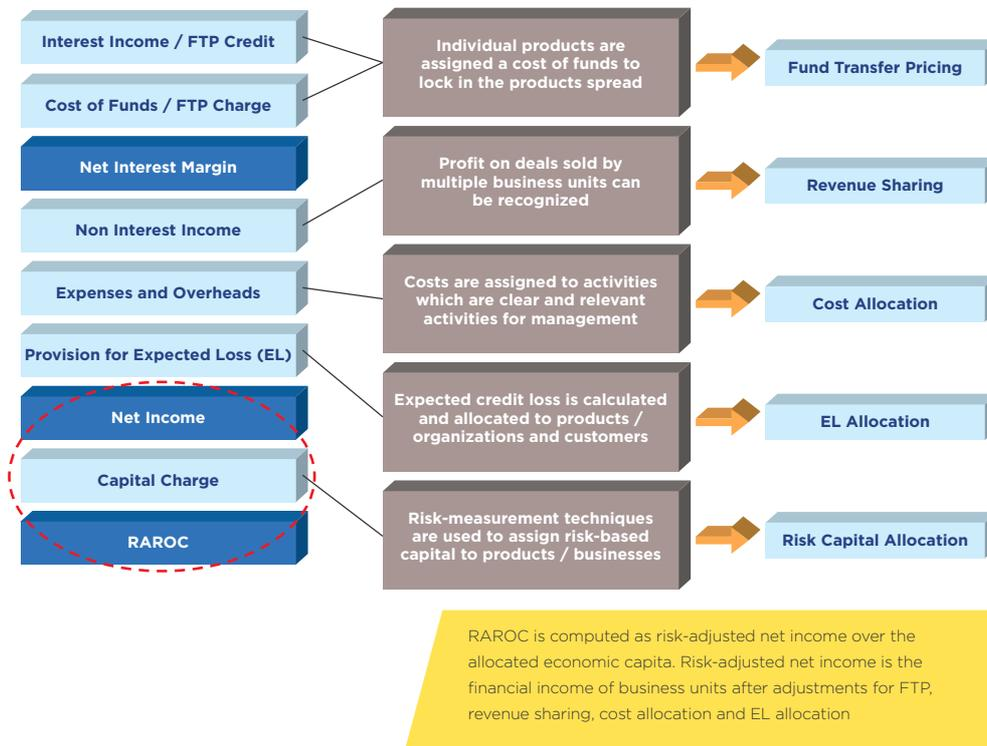 Interest Income / FTP Credit
Cost of Funds / FTP Charge
Net Interest Margin
Non Interest Income
Expenses and Overheads
Provision for Expected Loss (EL)
Net Income
Capital Charge
RAROC
Individual products are
assigned a cost of funds to
lock in the products spread
Profit on deals sold by
multiple business units can
be recognized
Costs are assigned to activities
which are clear and relevant
activities for management
Expected credit loss is calculated
and allocated to products /
organizations and customers
Risk-measurement techniques
are used to assign risk-based
capital to products / businesses
Fund Transfer Pricing
Revenue Sharing
Cost Allocation
EL Allocation
Risk Capital Allocation
RAROC is computed as risk-adjusted net income over the
allocated economic capita. Risk-adjusted net income is the
financial income of business units after adjustments for FTP,
revenue sharing, cost allocation and EL allocation